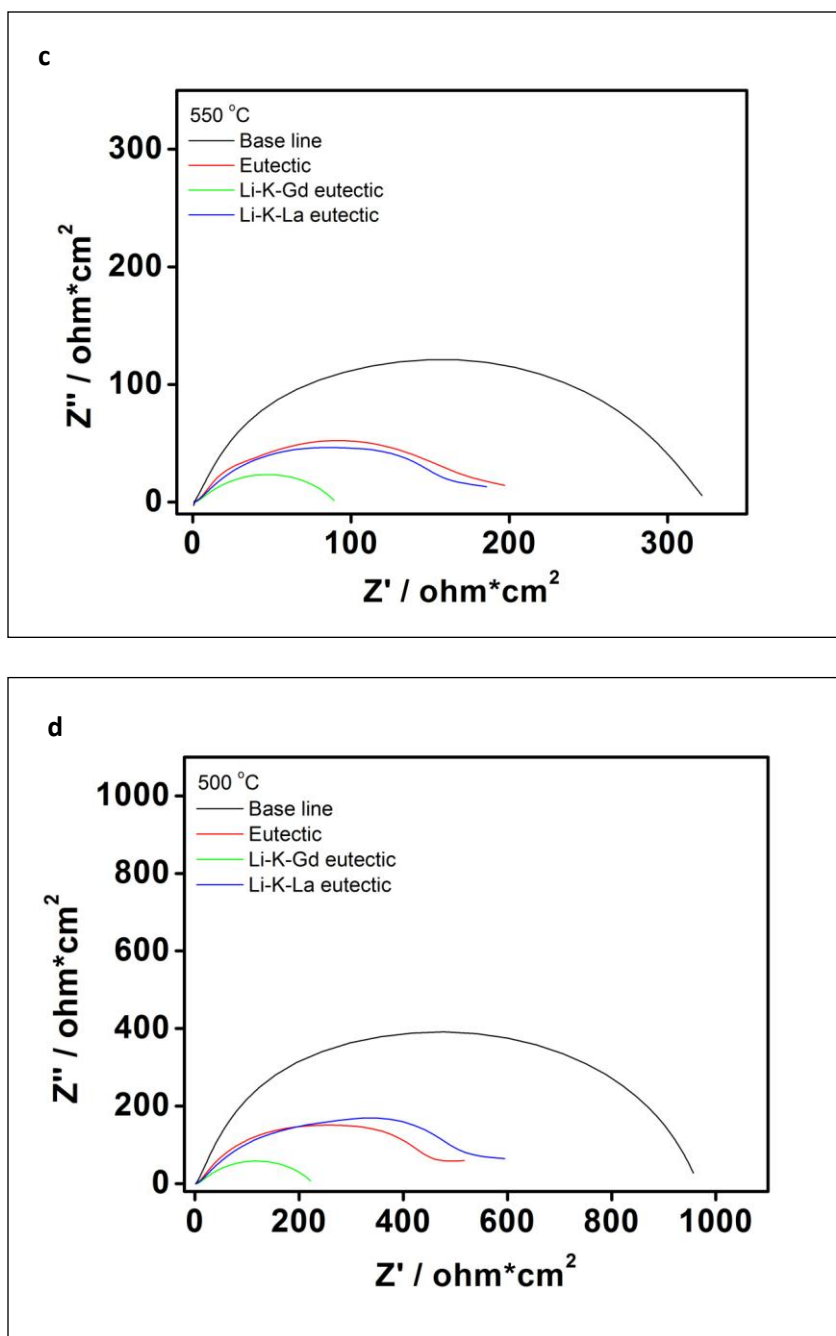 c
550 °C
Base line
Eutectic
Li-K-Gd eutectic
Li-K-La eutectic
300
200
100
0
Z'' / ohm*cm²
0 100 200 300
Z' / ohm*cm²
d
500 °C
Base line
Eutectic
Li-K-Gd eutectic
Li-K-La eutectic
1000
800
600
400
200
0
Z'' / ohm*cm²
0 200 400 600 800 1000
Z' / ohm*cm²